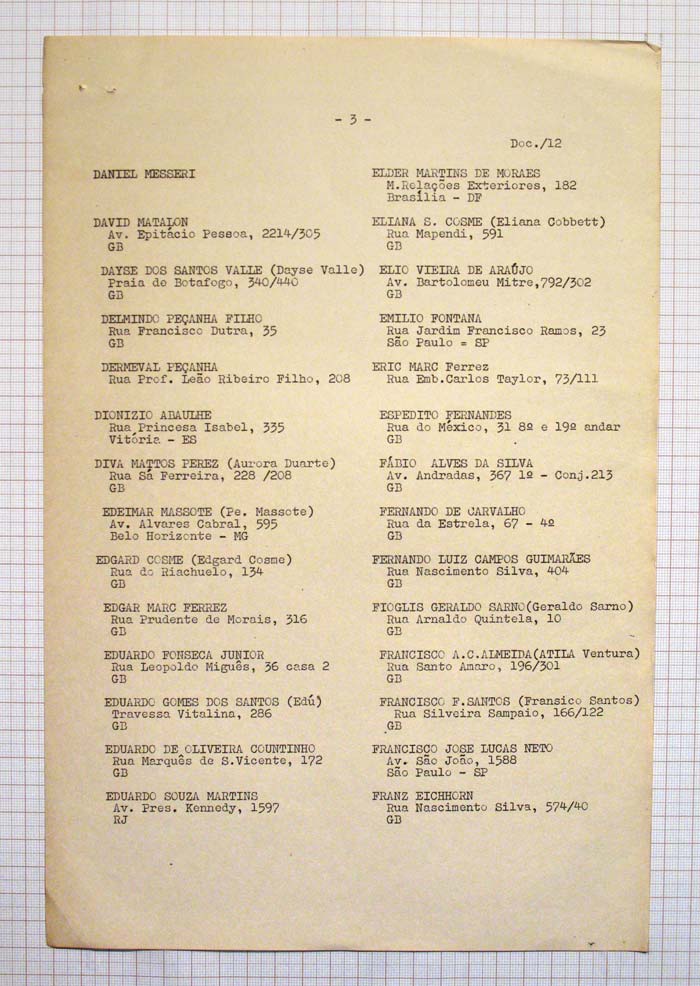 - 3 -
Doc./12
DANIEL MESSERI
DAVID MATALON
Av. Epitácio Pessoa, 2214/305
GB
DAYSE DOS SANTOS VALLE (Dayse Valle)
Praia de Botafogo, 340/440
GB
DELMINDO PEÇANHA FILHO
Rua Francisco Dutra, 35
GB
DERMEVAL PEÇANHA
Rua Prof. Leão Ribeiro Filho, 208
DIONIZIO ABAULHE
Rua Princesa Isabel, 335
Vitória - ES
DIVA MATTOS PEREZ (Aurora Duarte)
Rua Sá Ferreira, 228 /208
GB
EDEIMAR MASSOTE (Pe. Massote)
Av. Alvares Cabral, 595
Belo Horizonte - MG
EDGARD COSME (Edgard Cosme)
Rua do Riachuelo, 134
GB
EDGAR MARC FERREZ
Rua Prudente de Morais, 316
GB
EDUARDO FONSECA JUNIOR
Rua Leopoldo Miguês, 36 casa 2
GB
EDUARDO GOMES DOS SANTOS (Edú)
Travessa Vitalina, 286
GB
EDUARDO DE OLIVEIRA COUNTINHO
Rua Marquês de S.Vicente, 172
GB
EDUARDO SOUZA MARTINS
Av. Pres. Kennedy, 1597
RJ
ELDER MARTINS DE MORAES
M.Relações Exteriores, 182
Brasília - DF
ELIANA S. COSME (Eliana Cobbett)
Rua Mapendi, 591
GB
ELIO VIEIRA DE ARAÚJO
Av. Bartolomeu Mitre,792/302
GB
EMILIO FONTANA
Rua Jardim Francisco Ramos, 23
São Paulo = SP
ERIC MARC Ferrez
Rua Emb.Carlos Taylor, 73/111
ESPEDITO FERNANDES
Rua do México, 31 8º e 19º andar
GB
FÁBIO  ALVES DA SILVA
Av. Andradas, 367 1º - Conj.213
GB
FERNANDO DE CARVALHO
Rua da Estrela, 67 - 4º
GB
FERNANDO LUIZ CAMPOS GUIMARÃES
Rua Nascimento Silva, 404
GB
FIOGLIS GERALDO SARNO(Geraldo Sarno)
Rua Arnaldo Quintela, 10
GB
FRANCISCO A.C.ALMEIDA(ATILA Ventura)
Rua Santo Amaro, 196/301
GB
FRANCISCO F.SANTOS (Fransico Santos)
Rua Silveira Sampaio, 166/122
GB
FRANCISCO JOSE LUCAS NETO
Av. São João, 1588
São Paulo - SP
FRANZ EICHHORN
Rua Nascimento Silva, 574/40
GB